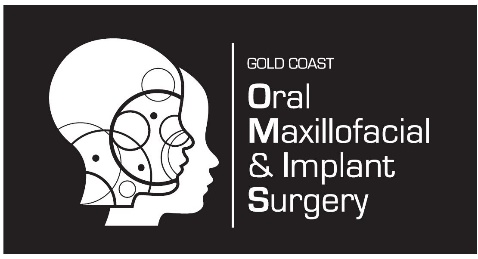 GOLD COAST
Oral
Maxillofacial
& Implant
Surgery